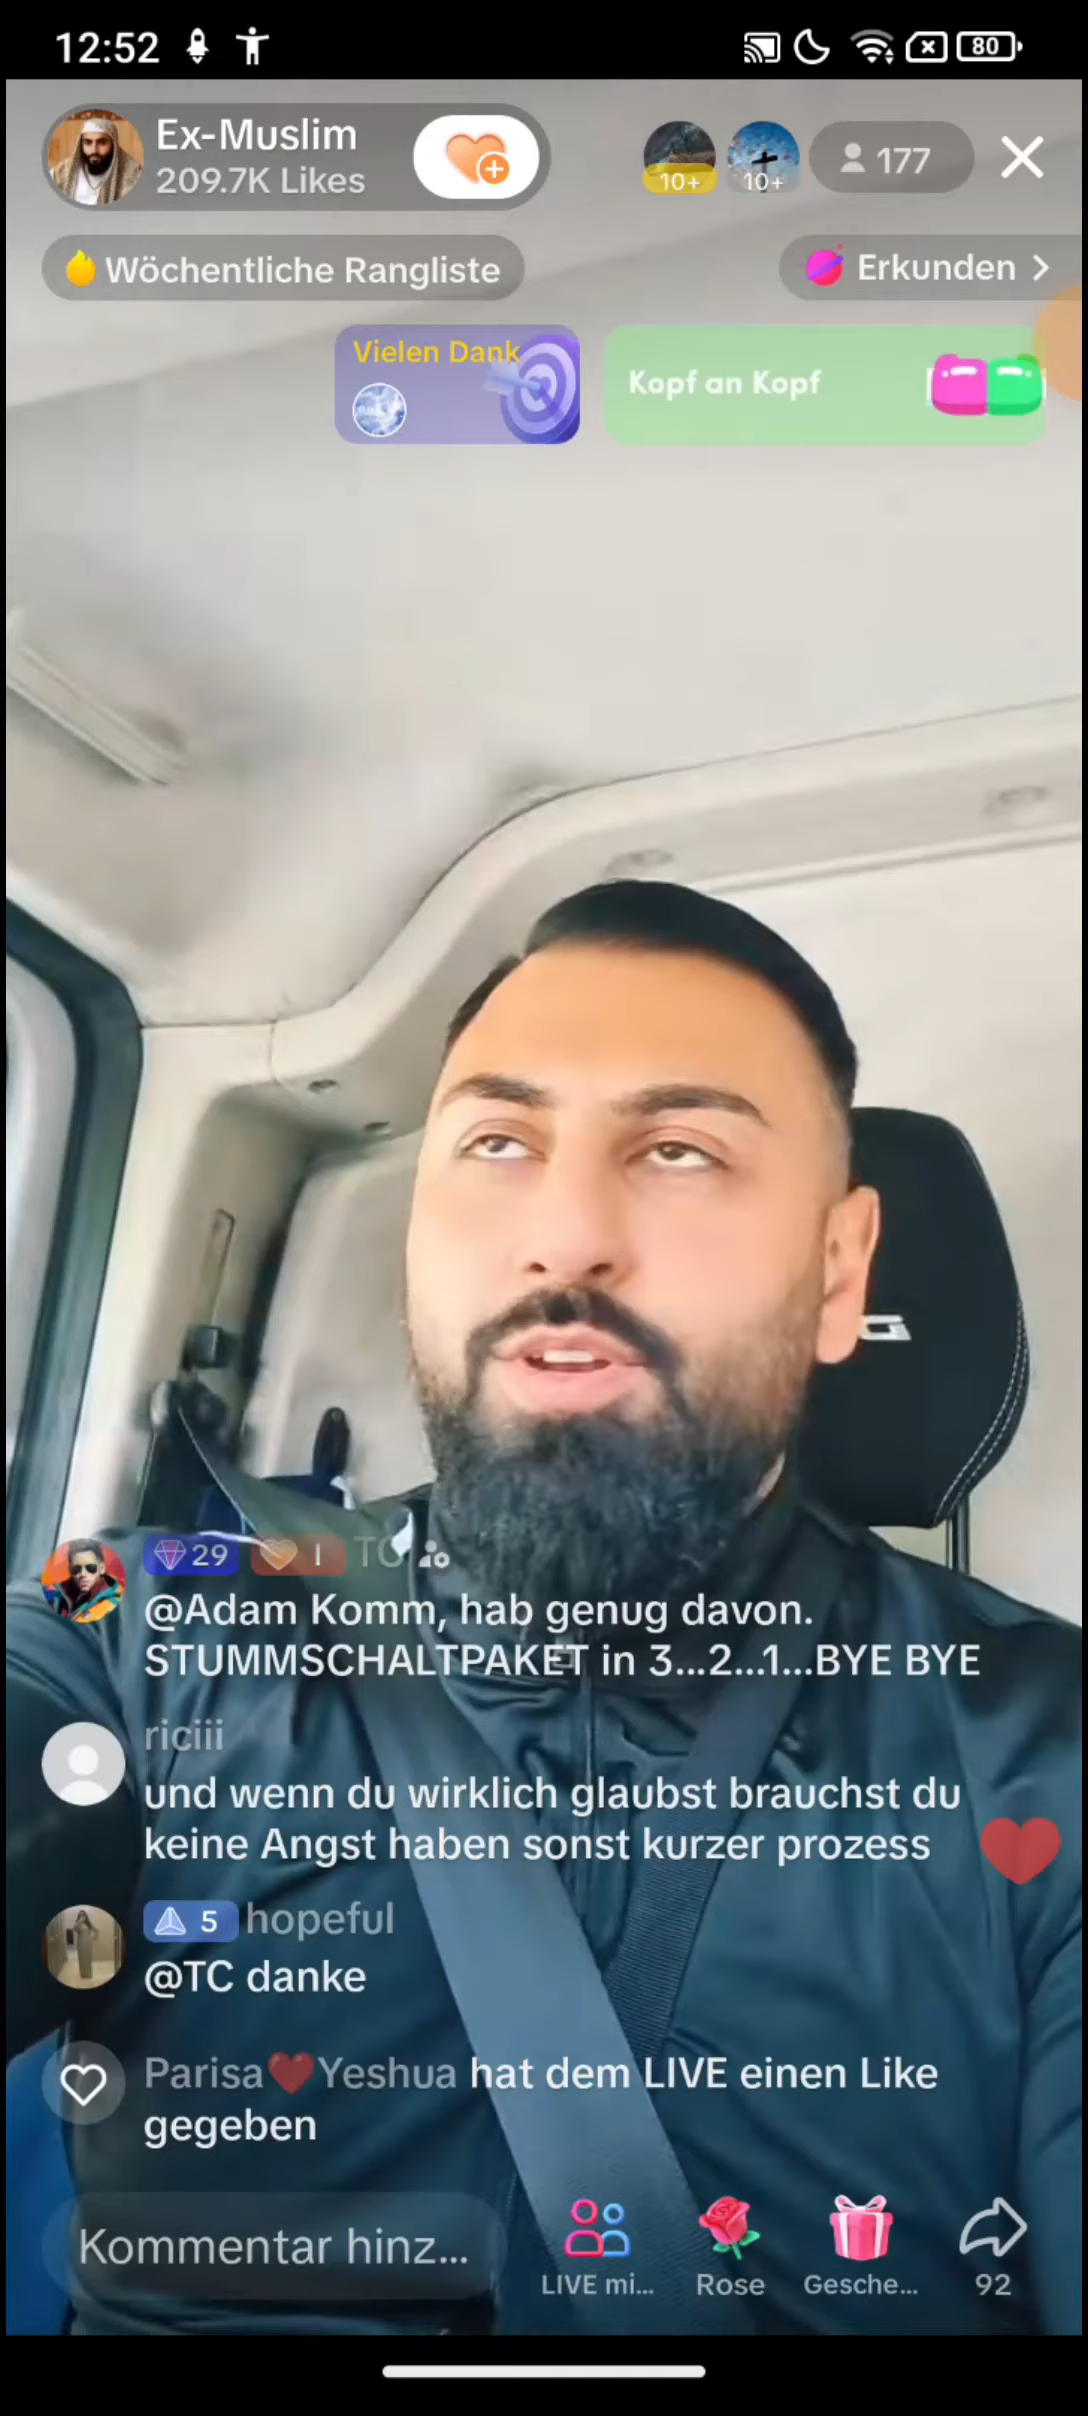 12:52
80
Ex-Muslim
209.7K Likes
10+
10+
177
Wöchentliche Rangliste
Erkunden >
Vielen Dank
Kopf an Kopf
G
29 I TC
@Adam Komm, hab genug davon.
STUMMSCHALTPAKET in 3...2...1...BYE BYE
riciii
und wenn du wirklich glaubst brauchst du
keine Angst haben sonst kurzer prozess
5 hopeful
@TC danke
Parisa❤️Yeshua hat dem LIVE einen Like
gegeben
Kommentar hinz...
LIVE mi...
Rose
Gesche...
92